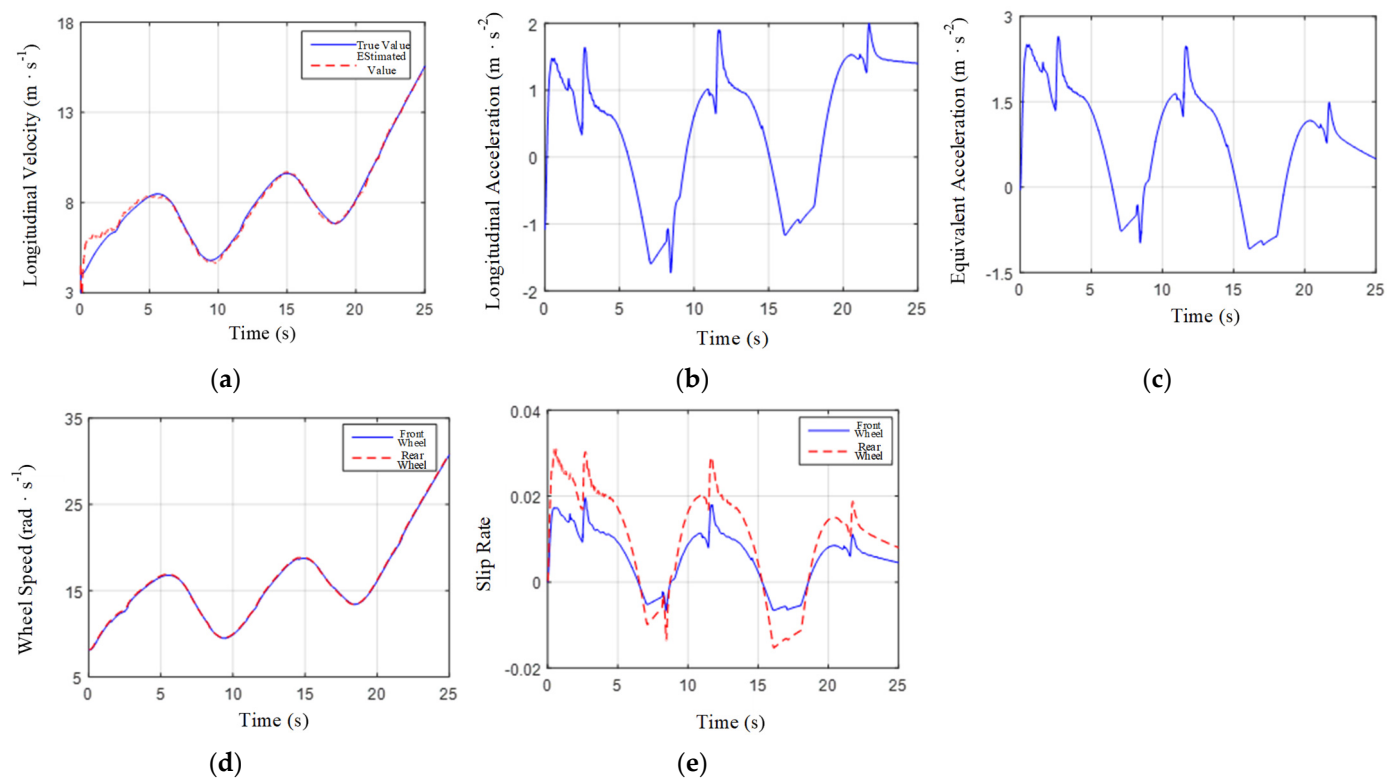 Longitudinal Velocity (m · s⁻¹)
18
13
8
3
True Value
EStimated
Value
0 5 10 15 20 25
Time (s)
(a)
Longitudinal Acceleration (m · s⁻²)
2
1
0
-1
-2
0 5 10 15 20 25
Time (s)
(b)
Equivalent Acceleration (m · s⁻²)
3
1.5
0
-1.5
0 5 10 15 20 25
Time (s)
(c)
Wheel Speed (rad · s⁻¹)
35
25
15
5
Front
Wheel
Rear
Wheel
0 5 10 15 20 25
Time (s)
(d)
Slip Rate
0.04
0.02
0
-0.02
Front
Wheel
Rear
Wheel
0 5 10 15 20 25
Time (s)
(e)